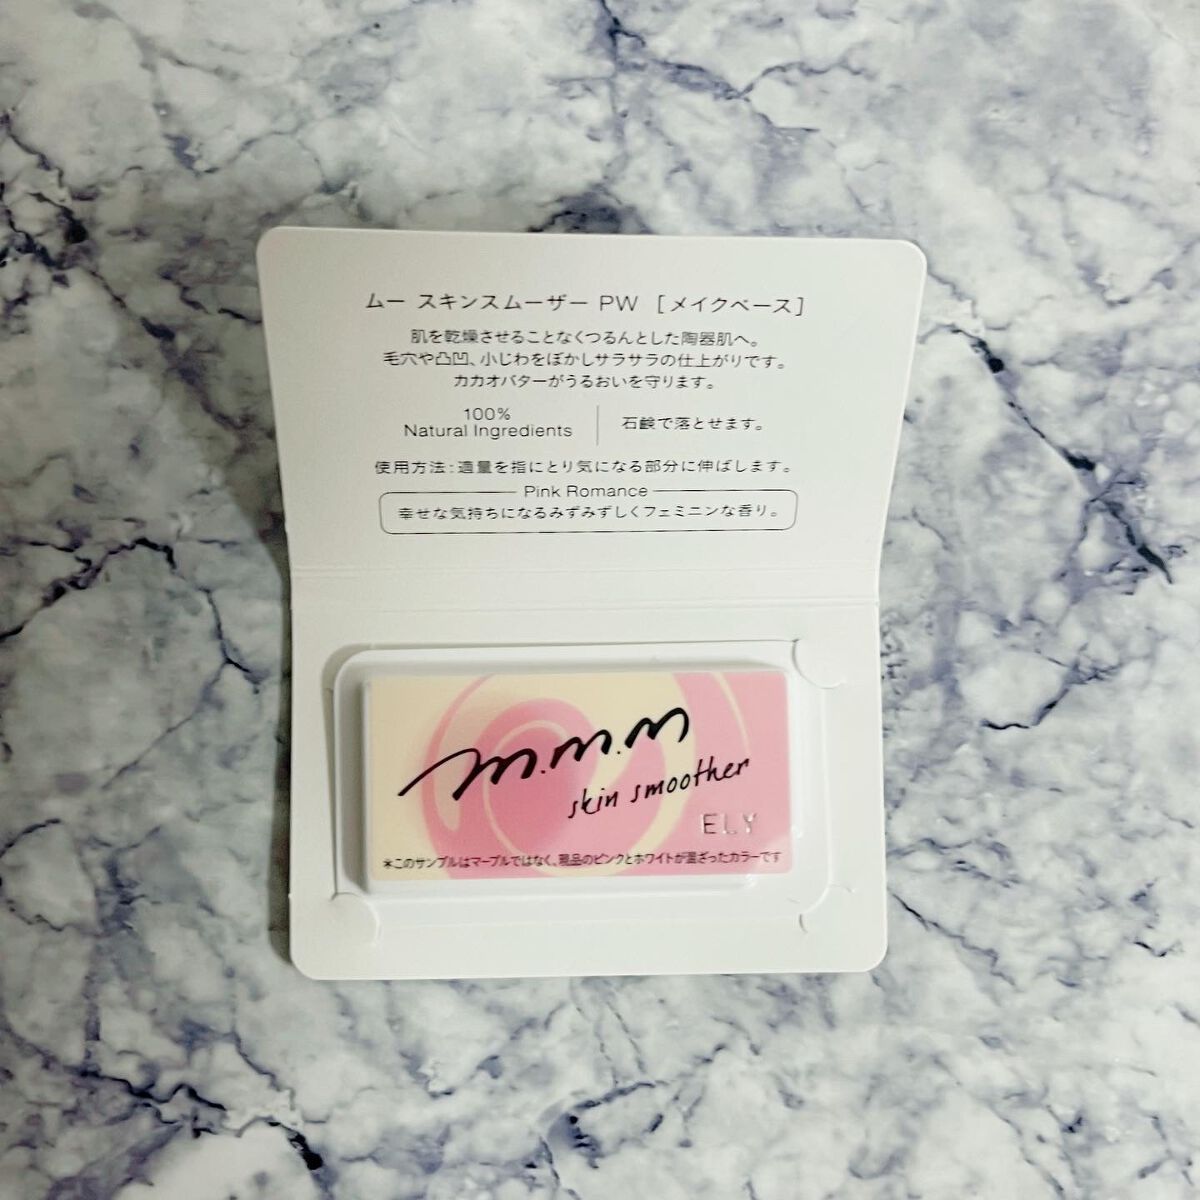 ムー スキンスムーザー PW [メイクベース]
肌を乾燥させることなくつるんとした陶器肌へ。
毛穴や凸凹、小じわをぼかしサラサラの仕上がりです。
カカオバターがうるおいを守ります。
100%
Natural Ingredients
石鹸で落とせます。
使用方法:適量を指にとり気になる部分に伸ばします。
Pink Romance
幸せな気持ちになるみずみずしくフェミニンな香り。
m.m.m
skin smoother
ELY
*このサンプルはマーブルではなく、現品のピンクとホワイトが混ざったカラーです